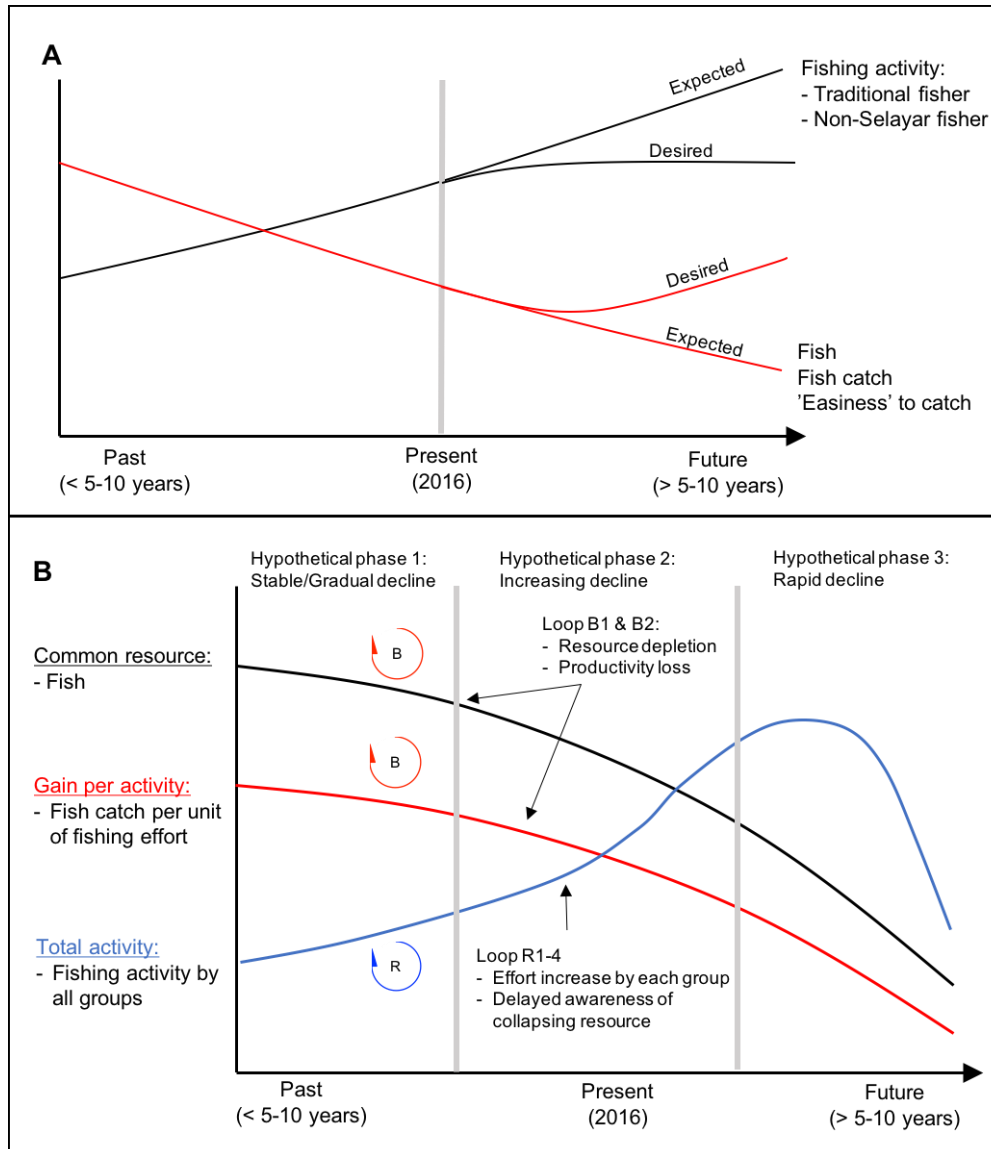 A
Expected
Fishing activity:
- Traditional fisher
- Non-Selayar fisher
Desired
Desired
Expected
Fish
Fish catch
’Easiness’ to catch
Past
(< 5-10 years)
Present
(2016)
Future
(> 5-10 years)
B
Hypothetical phase 1:
Stable/Gradual decline
Hypothetical phase 2:
Increasing decline
Hypothetical phase 3:
Rapid decline
Common resource:
- Fish
B
Loop B1 & B2:
- Resource depletion
- Productivity loss
Gain per activity:
- Fish catch per unit
of fishing effort
B
Total activity:
- Fishing activity by
all groups
R
Loop R1-4
- Effort increase by each group
- Delayed awareness of
collapsing resource
Past
(< 5-10 years)
Present
(2016)
Future
(> 5-10 years)